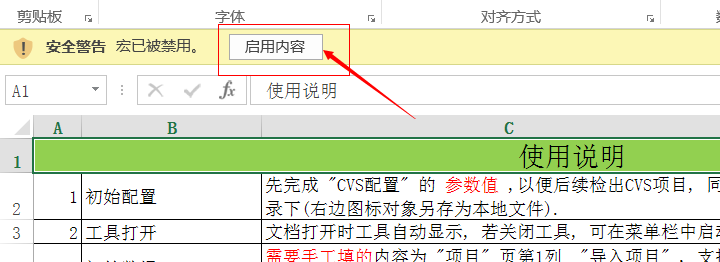 剪贴板 字体 对齐方式
安全警告 宏已被禁用。 启用内容
A1 fx 使用说明
A B C
1 使用说明
先完成 "CVS配置" 的 参数值 ,以便后续检出CVS项目, 同
2 1 初始配置 录下(右边图标对象另存为本地文件).
3 2 工具打开 文档打开时工具自动显示, 若关闭工具, 可在菜单栏中启动
需要手工填的内容为 "项目" 页第1列, "导入项目" , 支